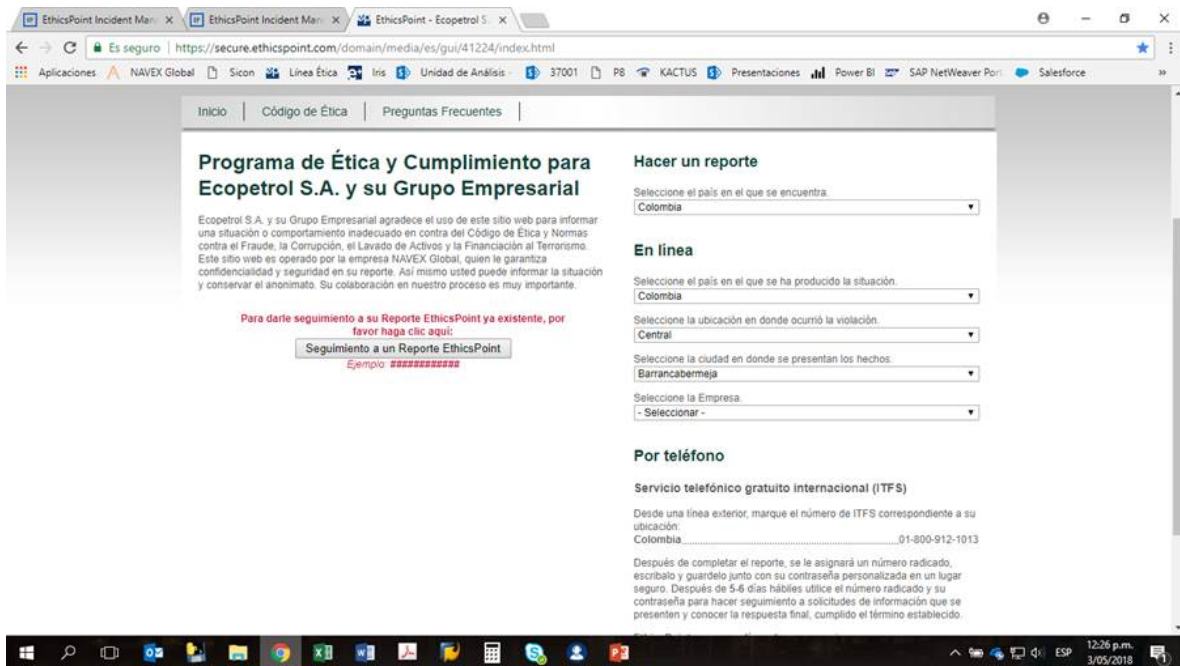 EthicsPoint Incident Man
EthicsPoint Incident Man
EthicsPoint - Ecopetrol S.
Es seguro | https://secure.ethicspoint.com/domain/media/es/gui/41224/index.html
Aplicaciones NAVEX Global Sicon Línea Ética Iris Unidad de Análisis - 37001 P8 KACTUS Presentaciones Power BI SAP NetWeaver Port Salesforce »
Inicio | Código de Ética | Preguntas Frecuentes |
Programa de Ética y Cumplimiento para
Ecopetrol S.A. y su Grupo Empresarial
Ecopetrol S.A. y su Grupo Empresarial agradece el uso de este sitio web para informar
una situación o comportamiento inadecuado en contra del Código de Ética y Normas
contra el Fraude, la Corrupción, el Lavado de Activos y la Financiación al Terrorismo.
Este sitio web es operado por la empresa NAVEX Global, quien le garantiza
confidencialidad y seguridad en su reporte. Así mismo usted puede informar la situación
y conservar el anonimato. Su colaboración en nuestro proceso es muy importante.
Para darle seguimiento a su Reporte EthicsPoint ya existente, por
favor haga clic aquí:
Seguimiento a un Reporte EthicsPoint
Ejemplo: ############
Hacer un reporte
Seleccione el país en el que se encuentra.
Colombia
En línea
Seleccione el país en el que se ha producido la situación.
Colombia
Seleccione la ubicación en donde ocurrió la violación.
Central
Seleccione la ciudad en donde se presentan los hechos.
Barrancabermeja
Seleccione la Empresa.
- Seleccionar -
Por teléfono
Servicio telefónico gratuito internacional (ITFS)
Desde una línea exterior, marque el número de ITFS correspondiente a su
ubicación:
Colombia 01-800-912-1013
Después de completar el reporte, se le asignará un número radicado,
escribalo y guardelo junto con su contraseña personalizada en un lugar
seguro. Después de 5-6 días hábiles utilice el número radicado y su
contraseña para hacer seguimiento a solicitudes de información que se
presenten y conocer la respuesta final, cumplido el término establecido.
ESP
12:26 p.m.
3/05/2018